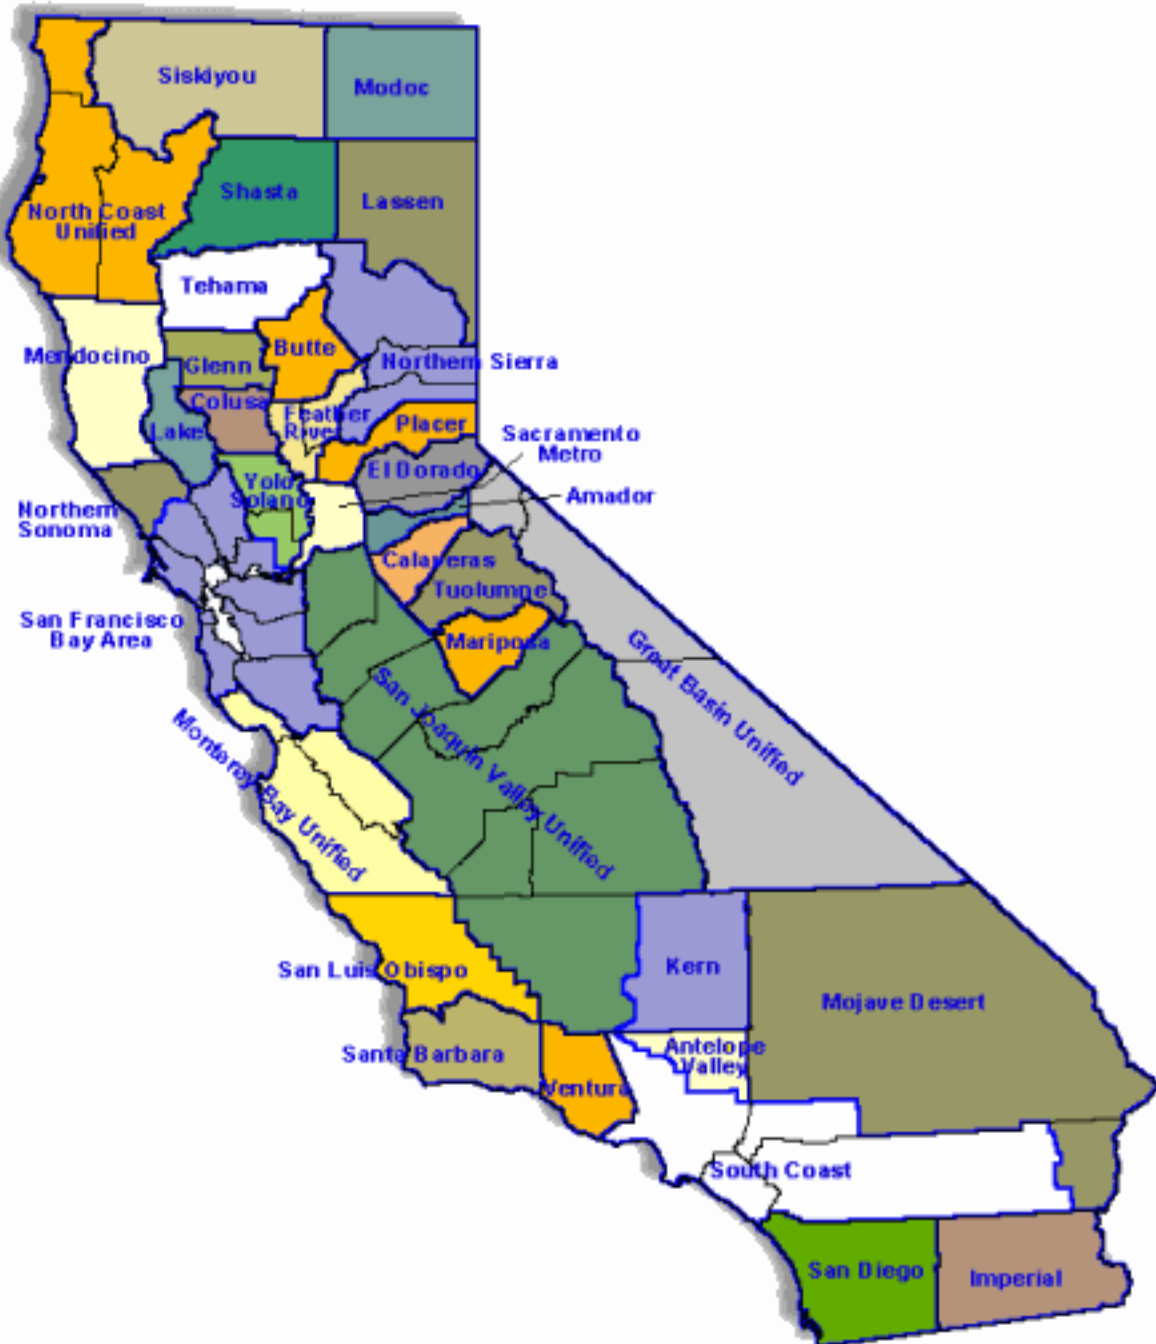 Siskiyou
Modoc
Shasta
Lassen
North Coast
Unified
Tehama
Mendocino
Glenn
Butte
Northern Sierra
Colusa
Lake
Feather
River
Placer
Sacramento
Metro
El Dorado
Yolo
Solano
Amador
Northern
Sonoma
Calaveras
Tuolumne
San Francisco
Bay Area
Mariposa
Great Basin Unified
San Joaquin Valley Unified
Monterey Bay Unified
San Luis Obispo
Kern
Mojave Desert
Santa Barbara
Antelope
Valley
Ventura
South Coast
San Diego
Imperial